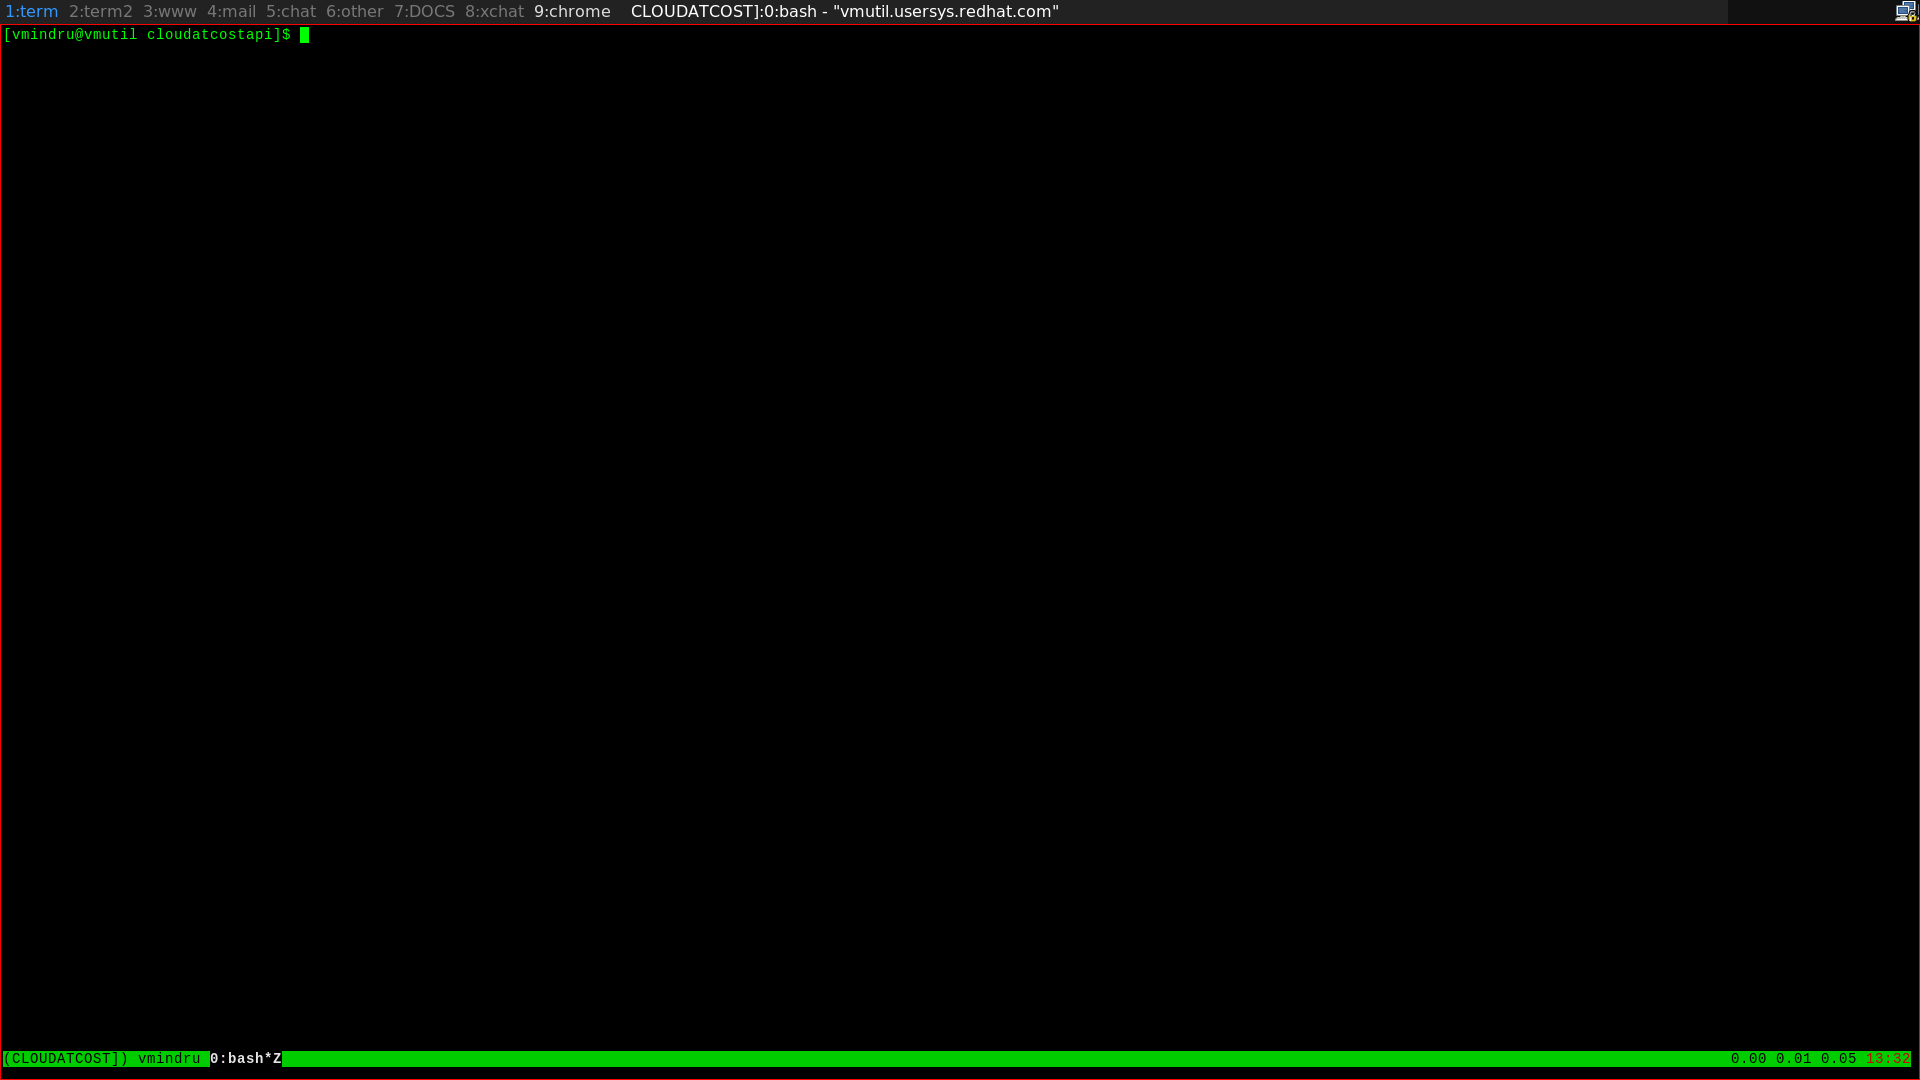 1:term 2:term2 3:www 4:mail 5:chat 6:other 7:DOCS 8:xchat 9:chrome CLOUDATCOST]:0:bash - "vmutil.usersys.redhat.com"
[vmindru@vmutil cloudatcostapi]$
(CLOUDATCOST]) vmindru 0:bash*Z 0.00 0.01 0.05 13:32